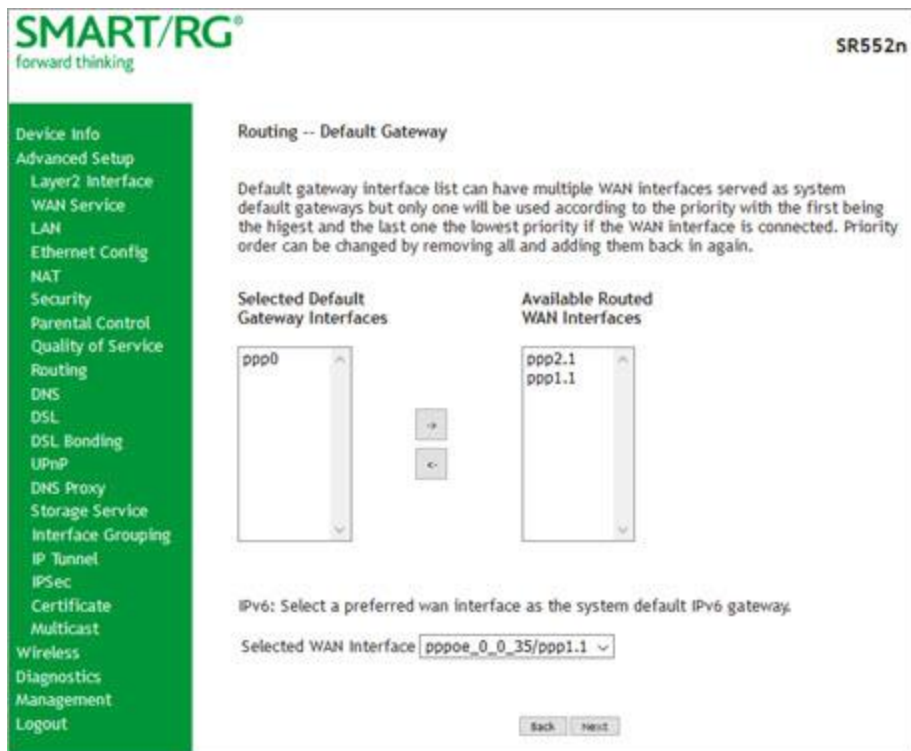 SMART/RG®
forward thinking
SR552n
Device Info
Advanced Setup
Layer2 Interface
WAN Service
LAN
Ethernet Config
NAT
Security
Parental Control
Quality of Service
Routing
DNS
DSL
DSL Bonding
UPnP
DNS Proxy
Storage Service
Interface Grouping
IP Tunnel
IPSec
Certificate
Multicast
Wireless
Diagnostics
Management
Logout
Routing -- Default Gateway
Default gateway interface list can have multiple WAN interfaces served as system
default gateways but only one will be used according to the priority with the first being
the higest and the last one the lowest priority if the WAN interface is connected. Priority
order can be changed by removing all and adding them back in again.
Selected Default
Gateway Interfaces
Available Routed
WAN Interfaces
ppp0
ppp2.1
ppp1.1
->
<-
IPv6: Select a preferred wan interface as the system default IPv6 gateway.
Selected WAN Interface pppoe_0_0_35/ppp1.1
Back Next